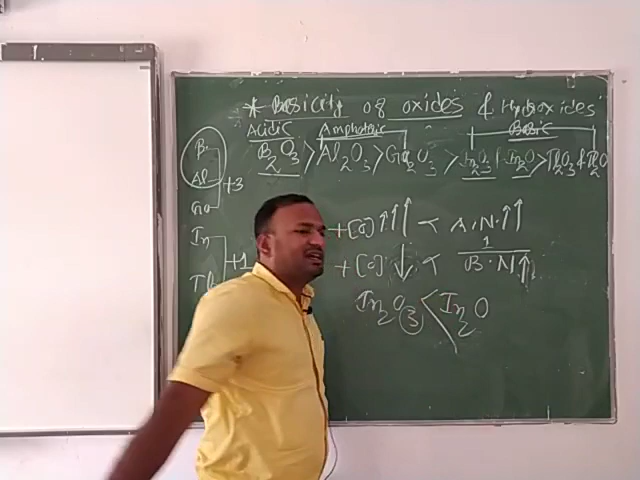 * Basicity of oxides & Hydroxides
Acidic Amphoteric Basic
B₂O₃ > Al₂O₃ > Ga₂O₃ > In₂O₃ & In₂O > Tl₂O₃ & Tl₂O
B
Al
+3
Ga
In
+1
Tl
+[O] ↑↑↑ ∝ A.N. ↑↑
+[O] ↓ ∝ 1 / B.N ↑
In₂O₃ < In₂O